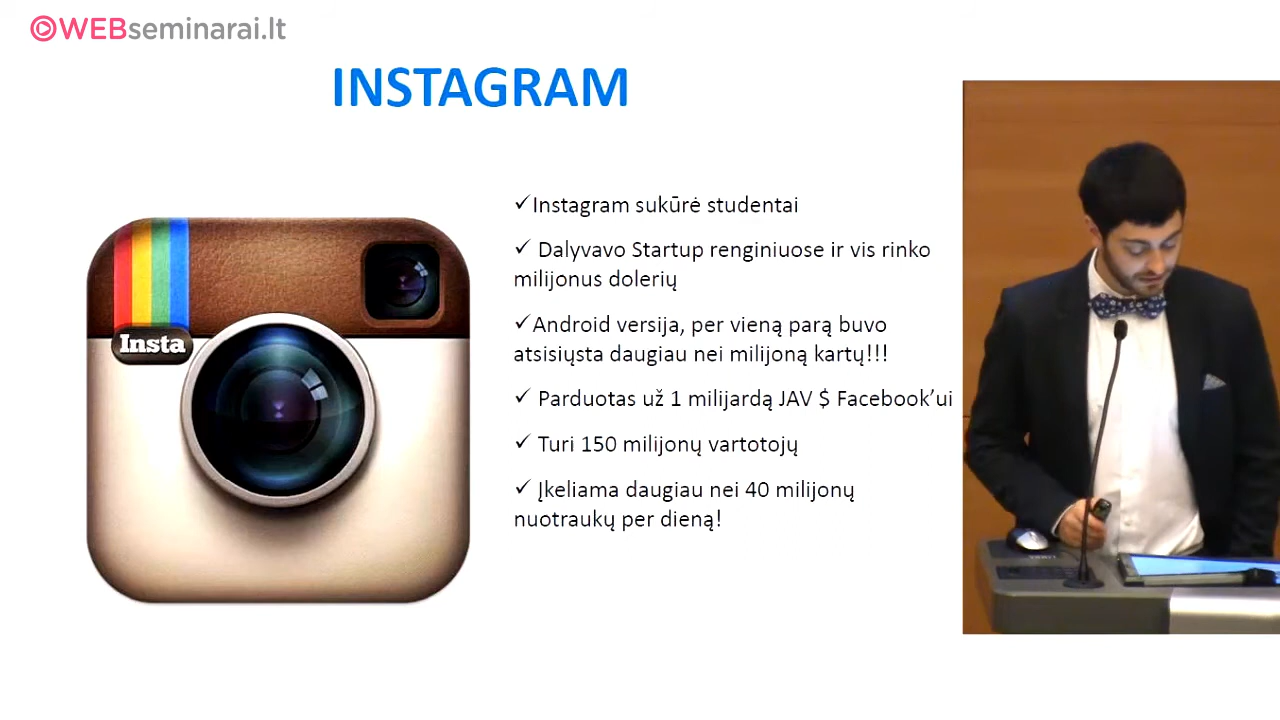 WEBseminarai.lt
INSTAGRAM
Instagram sukūrė studentai
Dalyvavo Startup renginiuose ir vis rinko
milijonus dolerių
Android versija, per vieną parą buvo
atsisiųsta daugiau nei milijoną kartų!!!
Parduotas už 1 milijardą JAV $ Facebook’ui
Turi 150 milijonų vartotojų
Įkeliama daugiau nei 40 milijonų
nuotraukų per dieną!
Insta